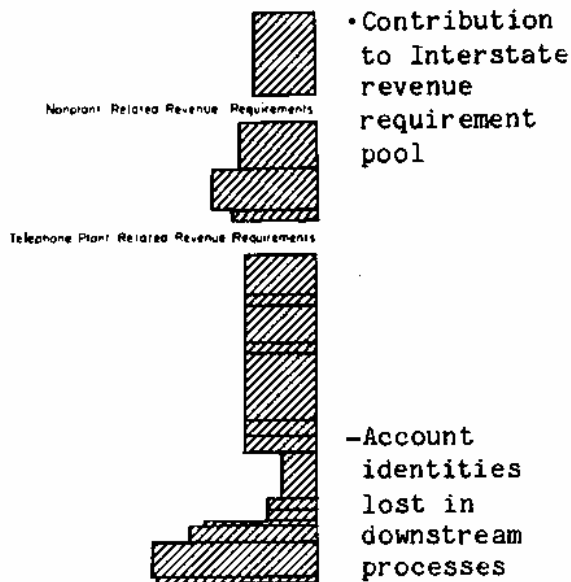 •Contribution
to Interstate
revenue
requirement
pool
Nonplant Related Revenue Requirements
Telephone Plant Related Revenue Requirements
-Account
identities
lost in
downstream
processes